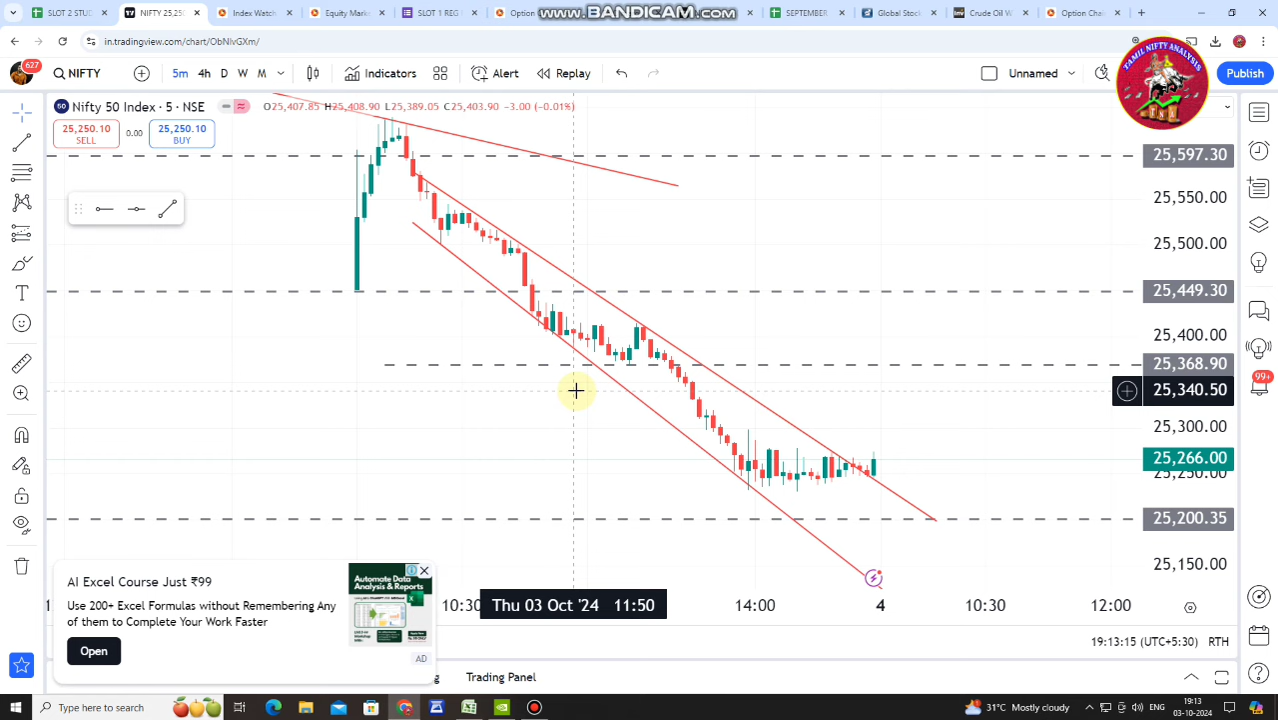 SLOT 2 STUD
NIFTY 25,250
Index Watch
Equity Marke
SLOT 1 REG
Option
www.BANDICAM.com
SEPTEMBER
Global Stock
Crude Oil W
Option Chain
in.tradingview.com/chart/ObNlvGXm/
627
NIFTY
5m
4h
D
W
M
Indicators
Alert
Replay
Unnamed
Publish
TAMIL NIFTY ANALYSIS
TNA
Nifty 50 Index · 5 · NSE
O25,407.85 H25,408.90 L25,389.05 C25,403.90 -3.00 (-0.01%)
25,250.10
SELL
0.00
25,250.10
BUY
25,597.30
25,550.00
25,500.00
25,449.30
25,400.00
25,368.90
25,340.50
25,300.00
25,266.00
25,250.00
25,200.35
25,150.00
99+
AI Excel Course Just ₹99
Use 200+ Excel Formulas without Remembering Any
of them to Complete Your Work Faster
Open
Automate Data
Analysis & Reports
AD
10:30
Thu 03 Oct '24 11:50
14:00
4
10:30
12:00
19:13:15 (UTC+5:30)
RTH
Trading Panel
Type here to search
31°C Mostly cloudy
ENG
19:13
03-10-2024